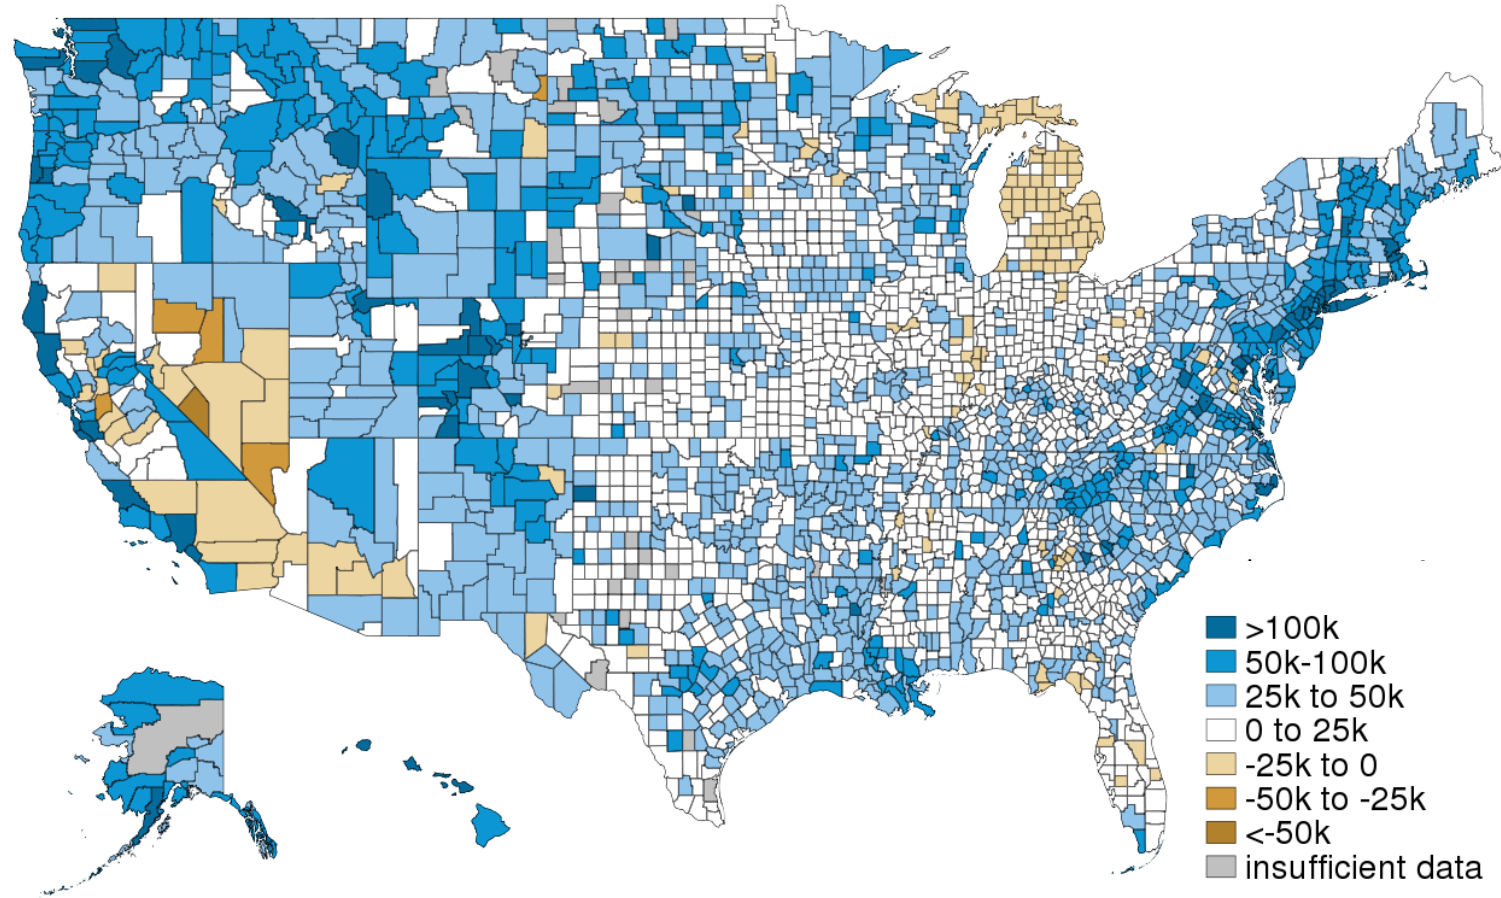 >100k
50k-100k
25k to 50k
0 to 25k
-25k to 0
-50k to -25k
<-50k
insufficient data